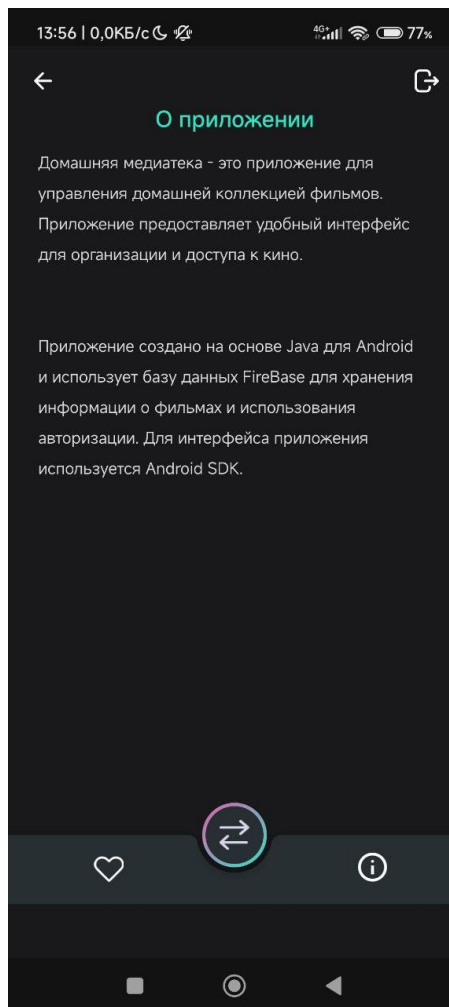 13:56 | 0,0КБ/с 4G+ 77%
О приложении
Домашняя медиатека - это приложение для
управления домашней коллекцией фильмов.
Приложение предоставляет удобный интерфейс
для организации и доступа к кино.
Приложение создано на основе Java для Android
и использует базу данных FireBase для хранения
информации о фильмах и использования
авторизации. Для интерфейса приложения
используется Android SDK.